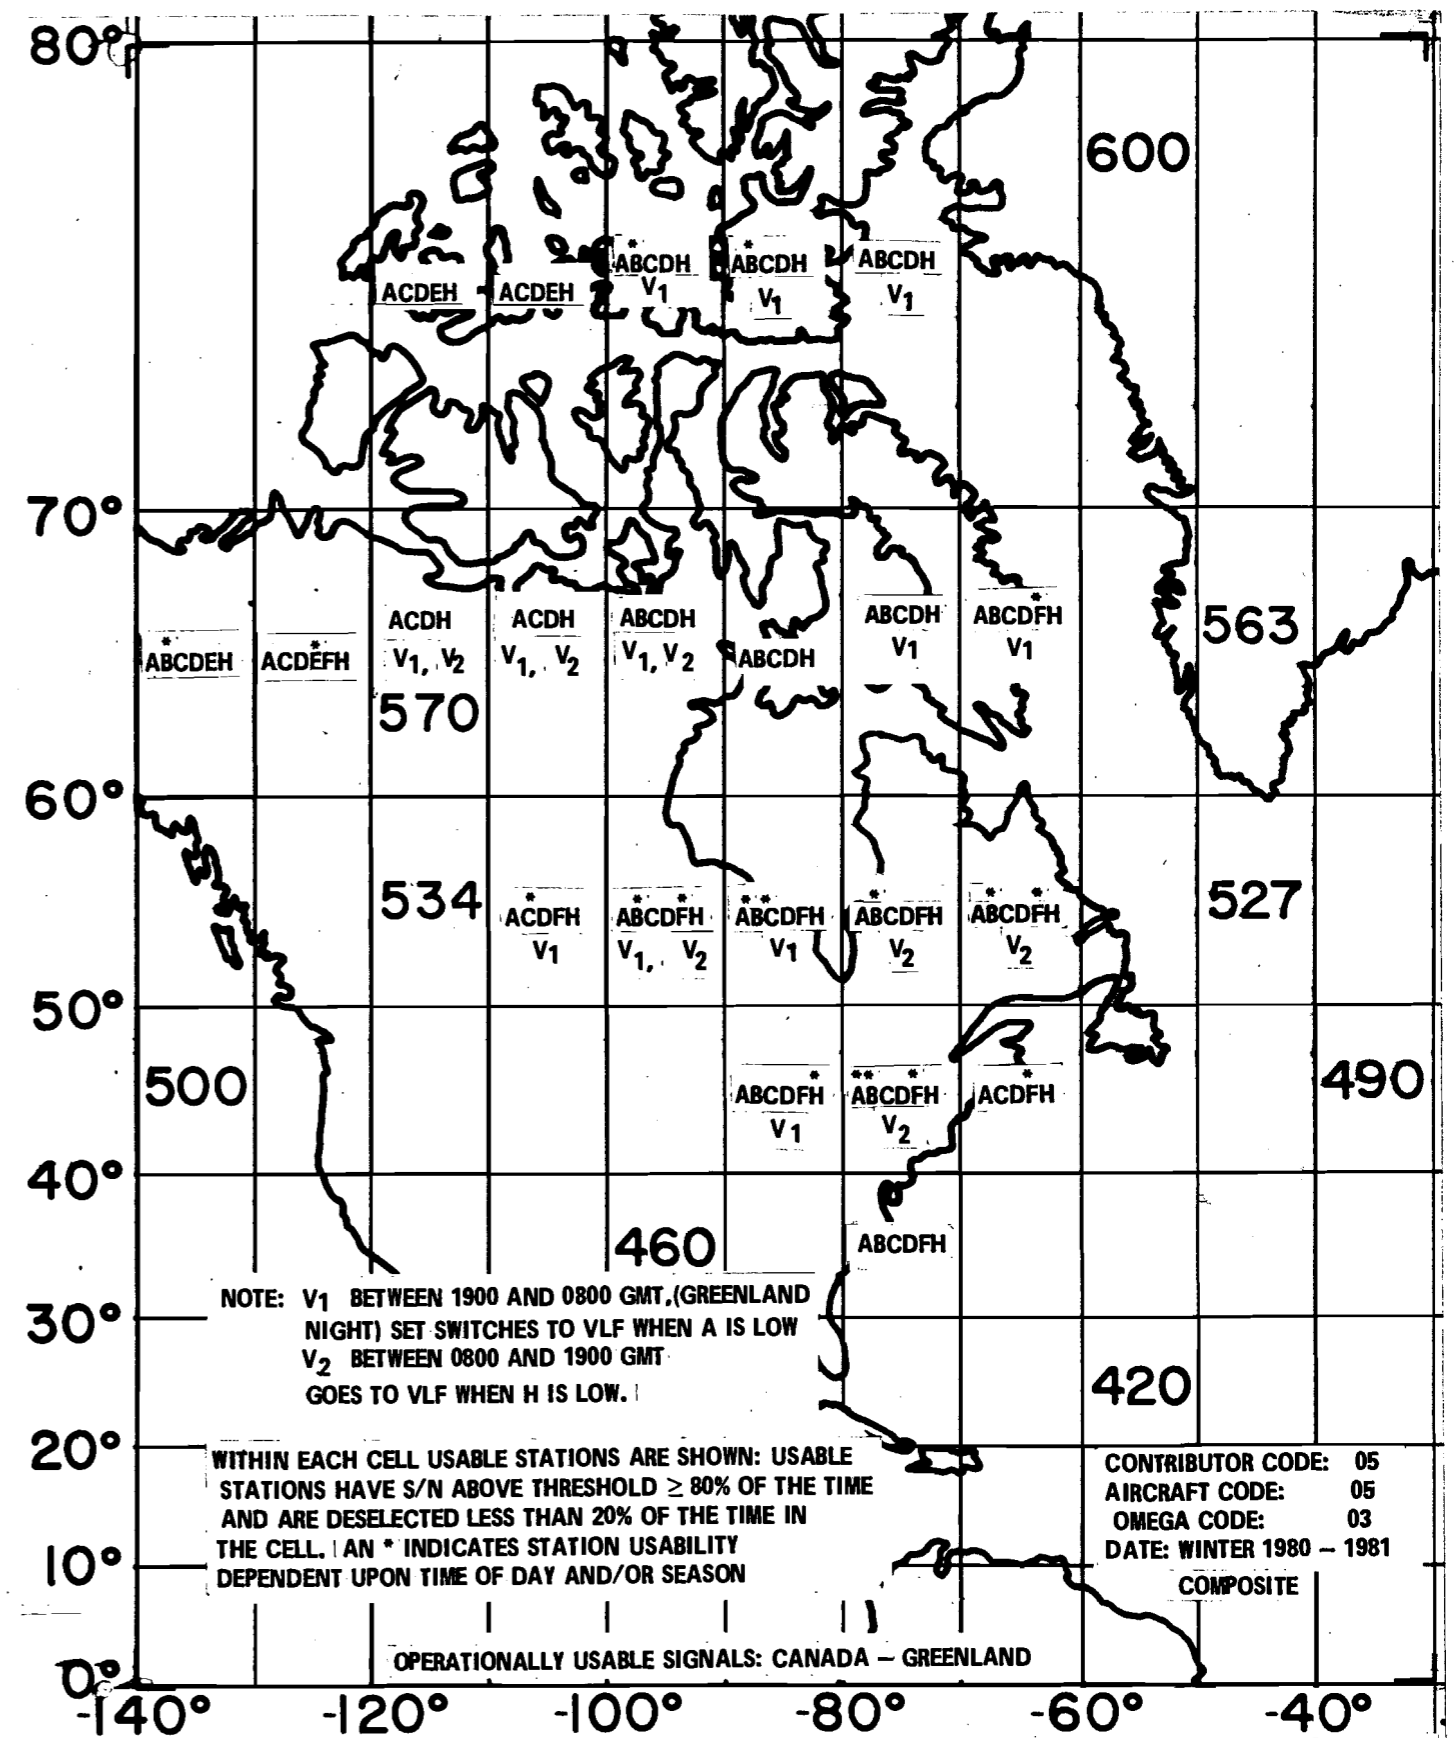 80°
600
*
ABCDH
V1
*
ABCDH
V1
ABCDH
V1
ACDEH
ACDEH
70°
ACDH
V1, V2
ACDH
V1, V2
ABCDH
V1, V2
ABCDH
V1
*
ABCDFH
V1
563
*
ABCDEH
*
ACDEFH
ABCDH
570
60°
534
*
ACDFH
V1
* *
ABCDFH
V1, V2
* *
ABCDFH
V1
*
ABCDFH
V2
* *
ABCDFH
V2
527
50°
500
*
ABCDFH
V1
** *
ABCDFH
V2
*
ACDFH
490
40°
460
ABCDFH
NOTE: V1 BETWEEN 1900 AND 0800 GMT,(GREENLAND
NIGHT) SET SWITCHES TO VLF WHEN A IS LOW
V2 BETWEEN 0800 AND 1900 GMT
GOES TO VLF WHEN H IS LOW.
30°
420
20°
WITHIN EACH CELL USABLE STATIONS ARE SHOWN: USABLE
STATIONS HAVE S/N ABOVE THRESHOLD ≥ 80% OF THE TIME
AND ARE DESELECTED LESS THAN 20% OF THE TIME IN
THE CELL. AN * INDICATES STATION USABILITY
DEPENDENT UPON TIME OF DAY AND/OR SEASON
CONTRIBUTOR CODE: 05
AIRCRAFT CODE: 05
OMEGA CODE: 03
DATE: WINTER 1980 – 1981
COMPOSITE
10°
OPERATIONALLY USABLE SIGNALS: CANADA – GREENLAND
0°
-140° -120° -100° -80° -60° -40°